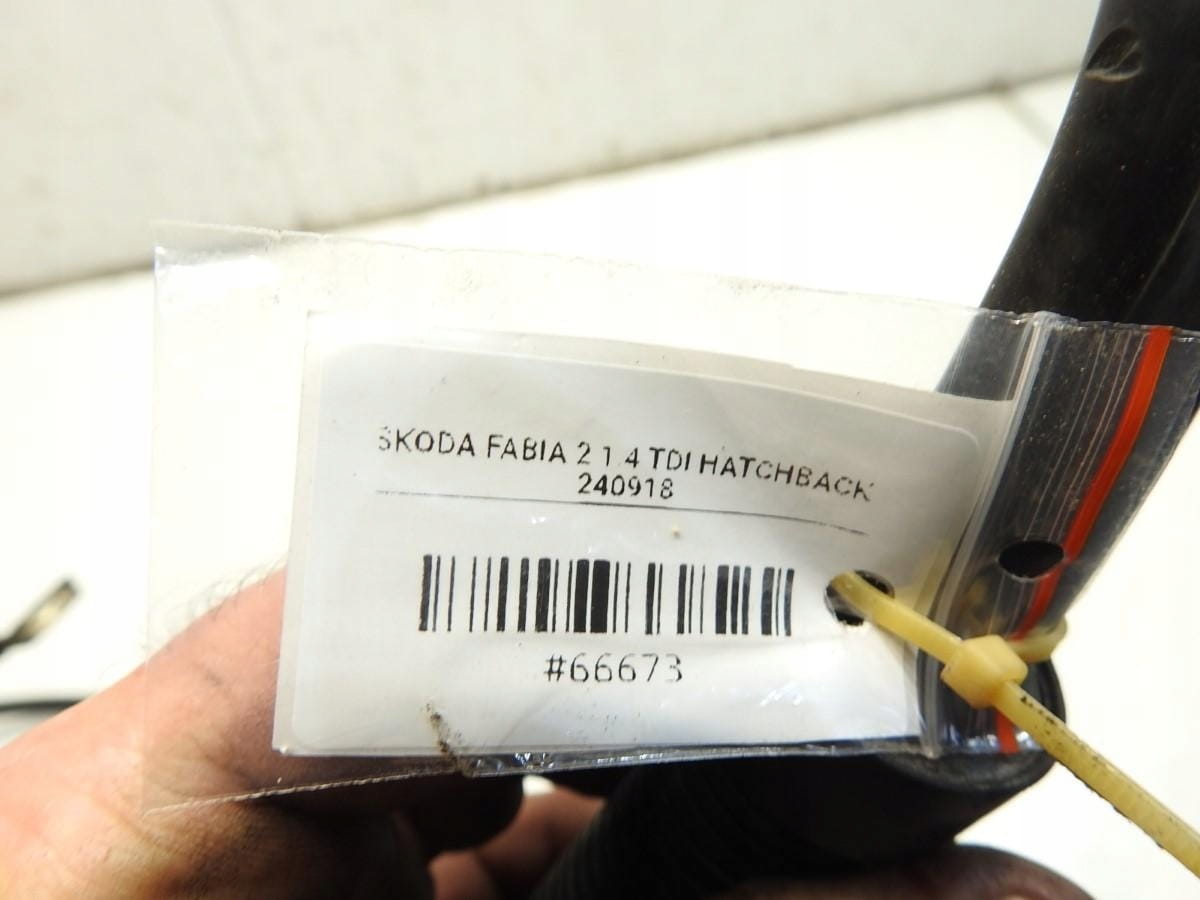 SKODA FABIA 2 1.4 TDI HATCHBACK
240918
#66673